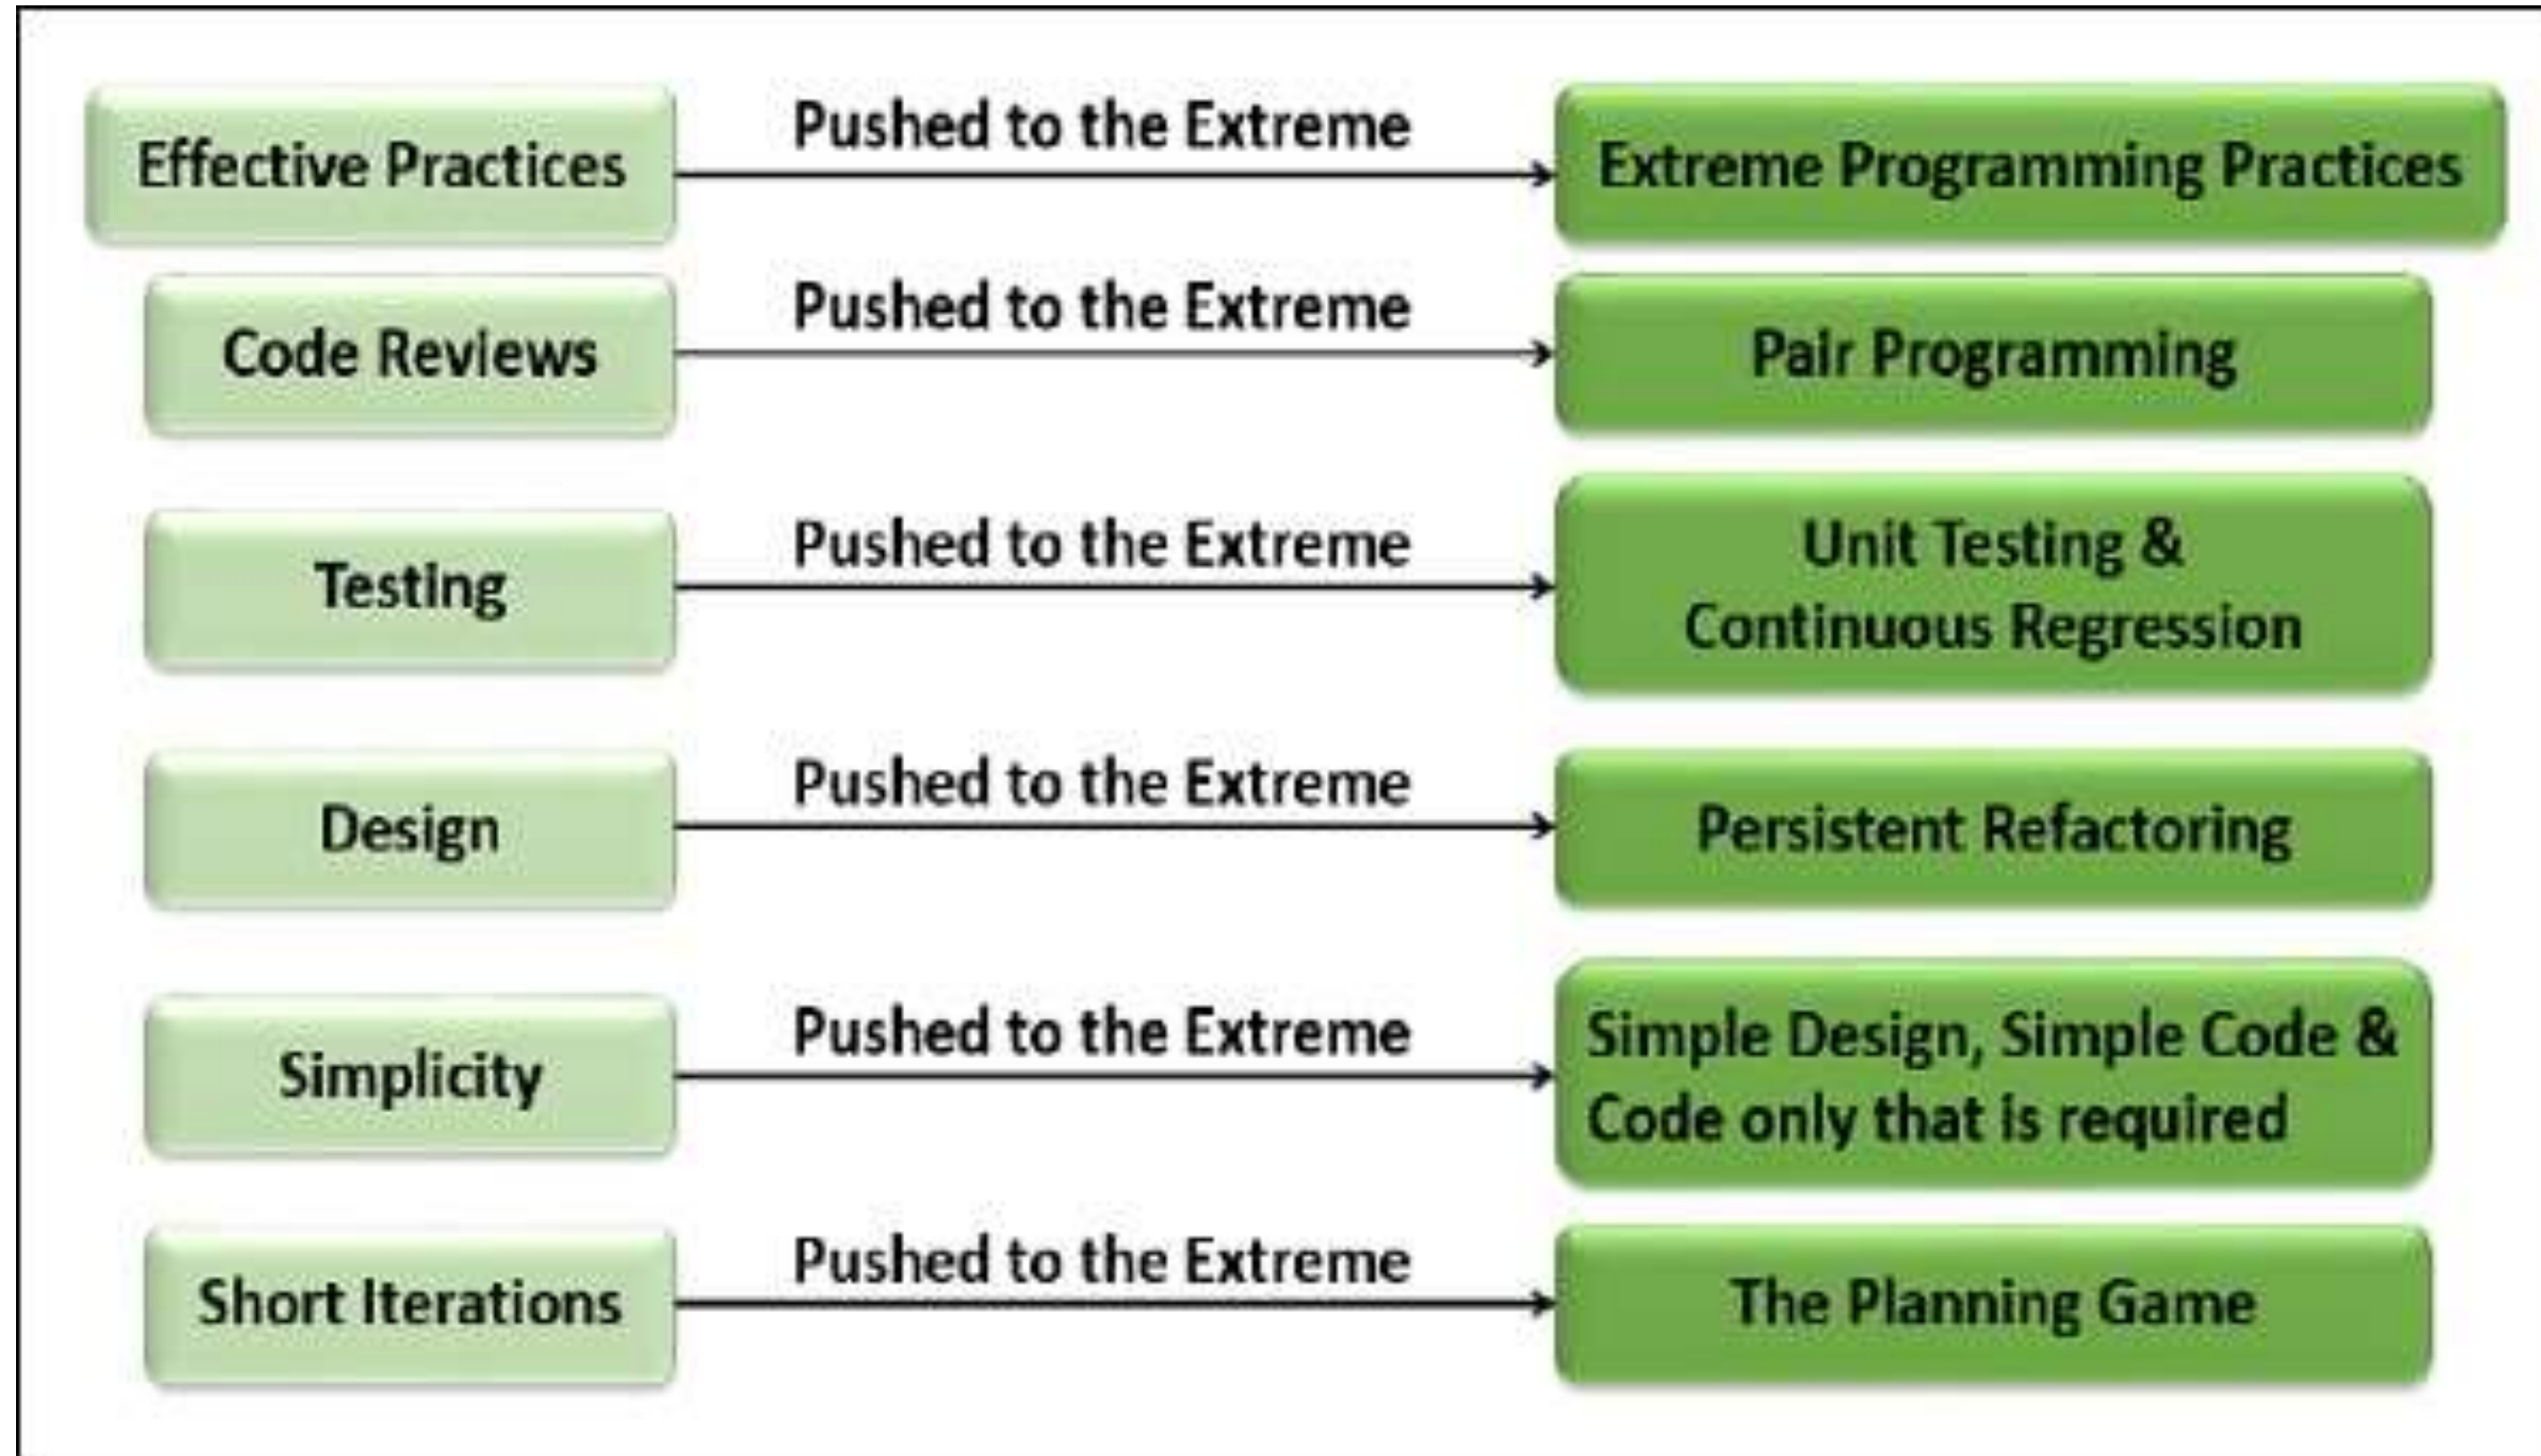 Effective Practices
Pushed to the Extreme
Extreme Programming Practices
Code Reviews
Pushed to the Extreme
Pair Programming
Testing
Pushed to the Extreme
Unit Testing &
Continuous Regression
Design
Pushed to the Extreme
Persistent Refactoring
Simplicity
Pushed to the Extreme
Simple Design, Simple Code &
Code only that is required
Short Iterations
Pushed to the Extreme
The Planning Game